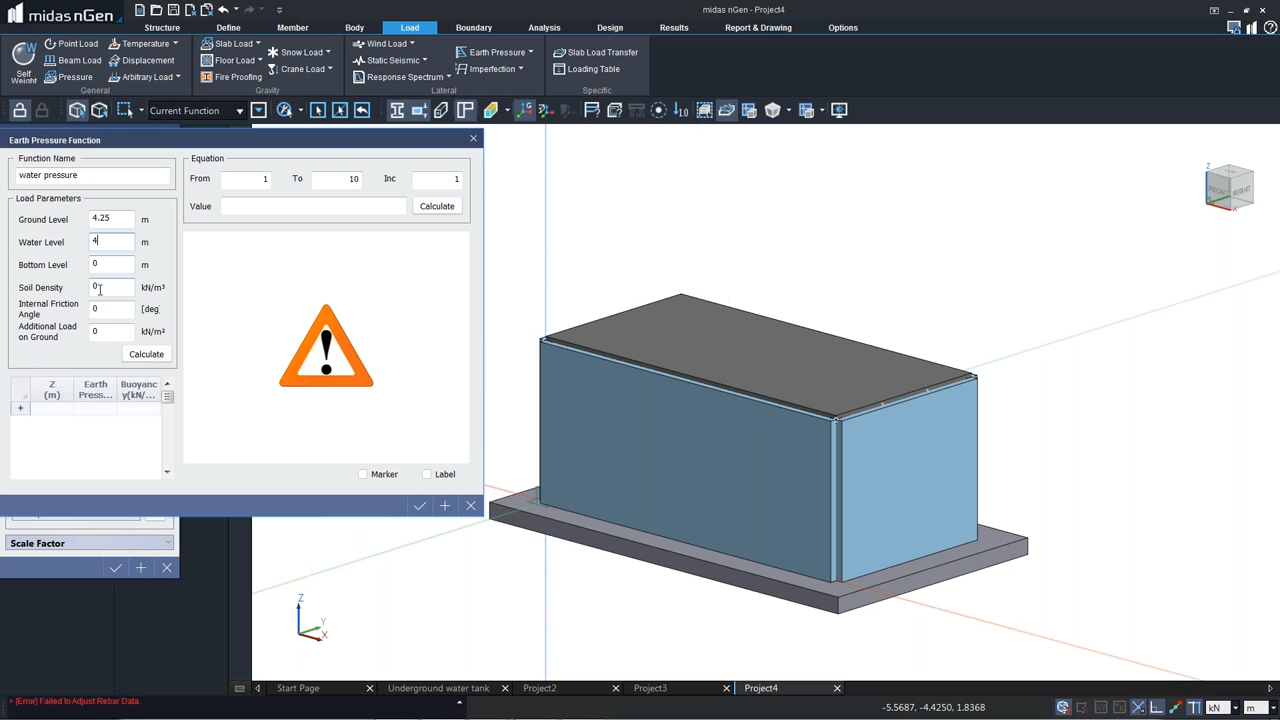 midas nGen
midas nGen - Project4
Structure Define Member Body Load Boundary Analysis Design Results Report & Drawing Options
Self Weight
Point Load
Beam Load
Pressure
Temperature
Displacement
Arbitrary Load
General
Slab Load
Floor Load
Fire Proofing
Snow Load
Crane Load
Gravity
Wind Load
Static Seismic
Response Spectrum
Earth Pressure
Imperfection
Lateral
Slab Load Transfer
Loading Table
Specific
Current Function
1.0
Earth Pressure Function
Function Name
water pressure
Load Parameters
Ground Level 4.25 m
Water Level 4 m
Bottom Level 0 m
Soil Density 0 kN/m³
Internal Friction Angle 0 [deg]
Additional Load on Ground 0 kN/m²
Calculate
Z (m)
Earth Press...
Buoyanc y(kN/...
Equation
From 1 To 10 Inc 1
Value Calculate
Marker Label
Scale Factor
Z
Y
X
FRONT RIGHT
Z
X
Start Page Underground water tank Project2 Project3 Project4
> [Error] Failed to Adjust Rebar Data.
-5.5687, -4.4250, 1.8368
kN m